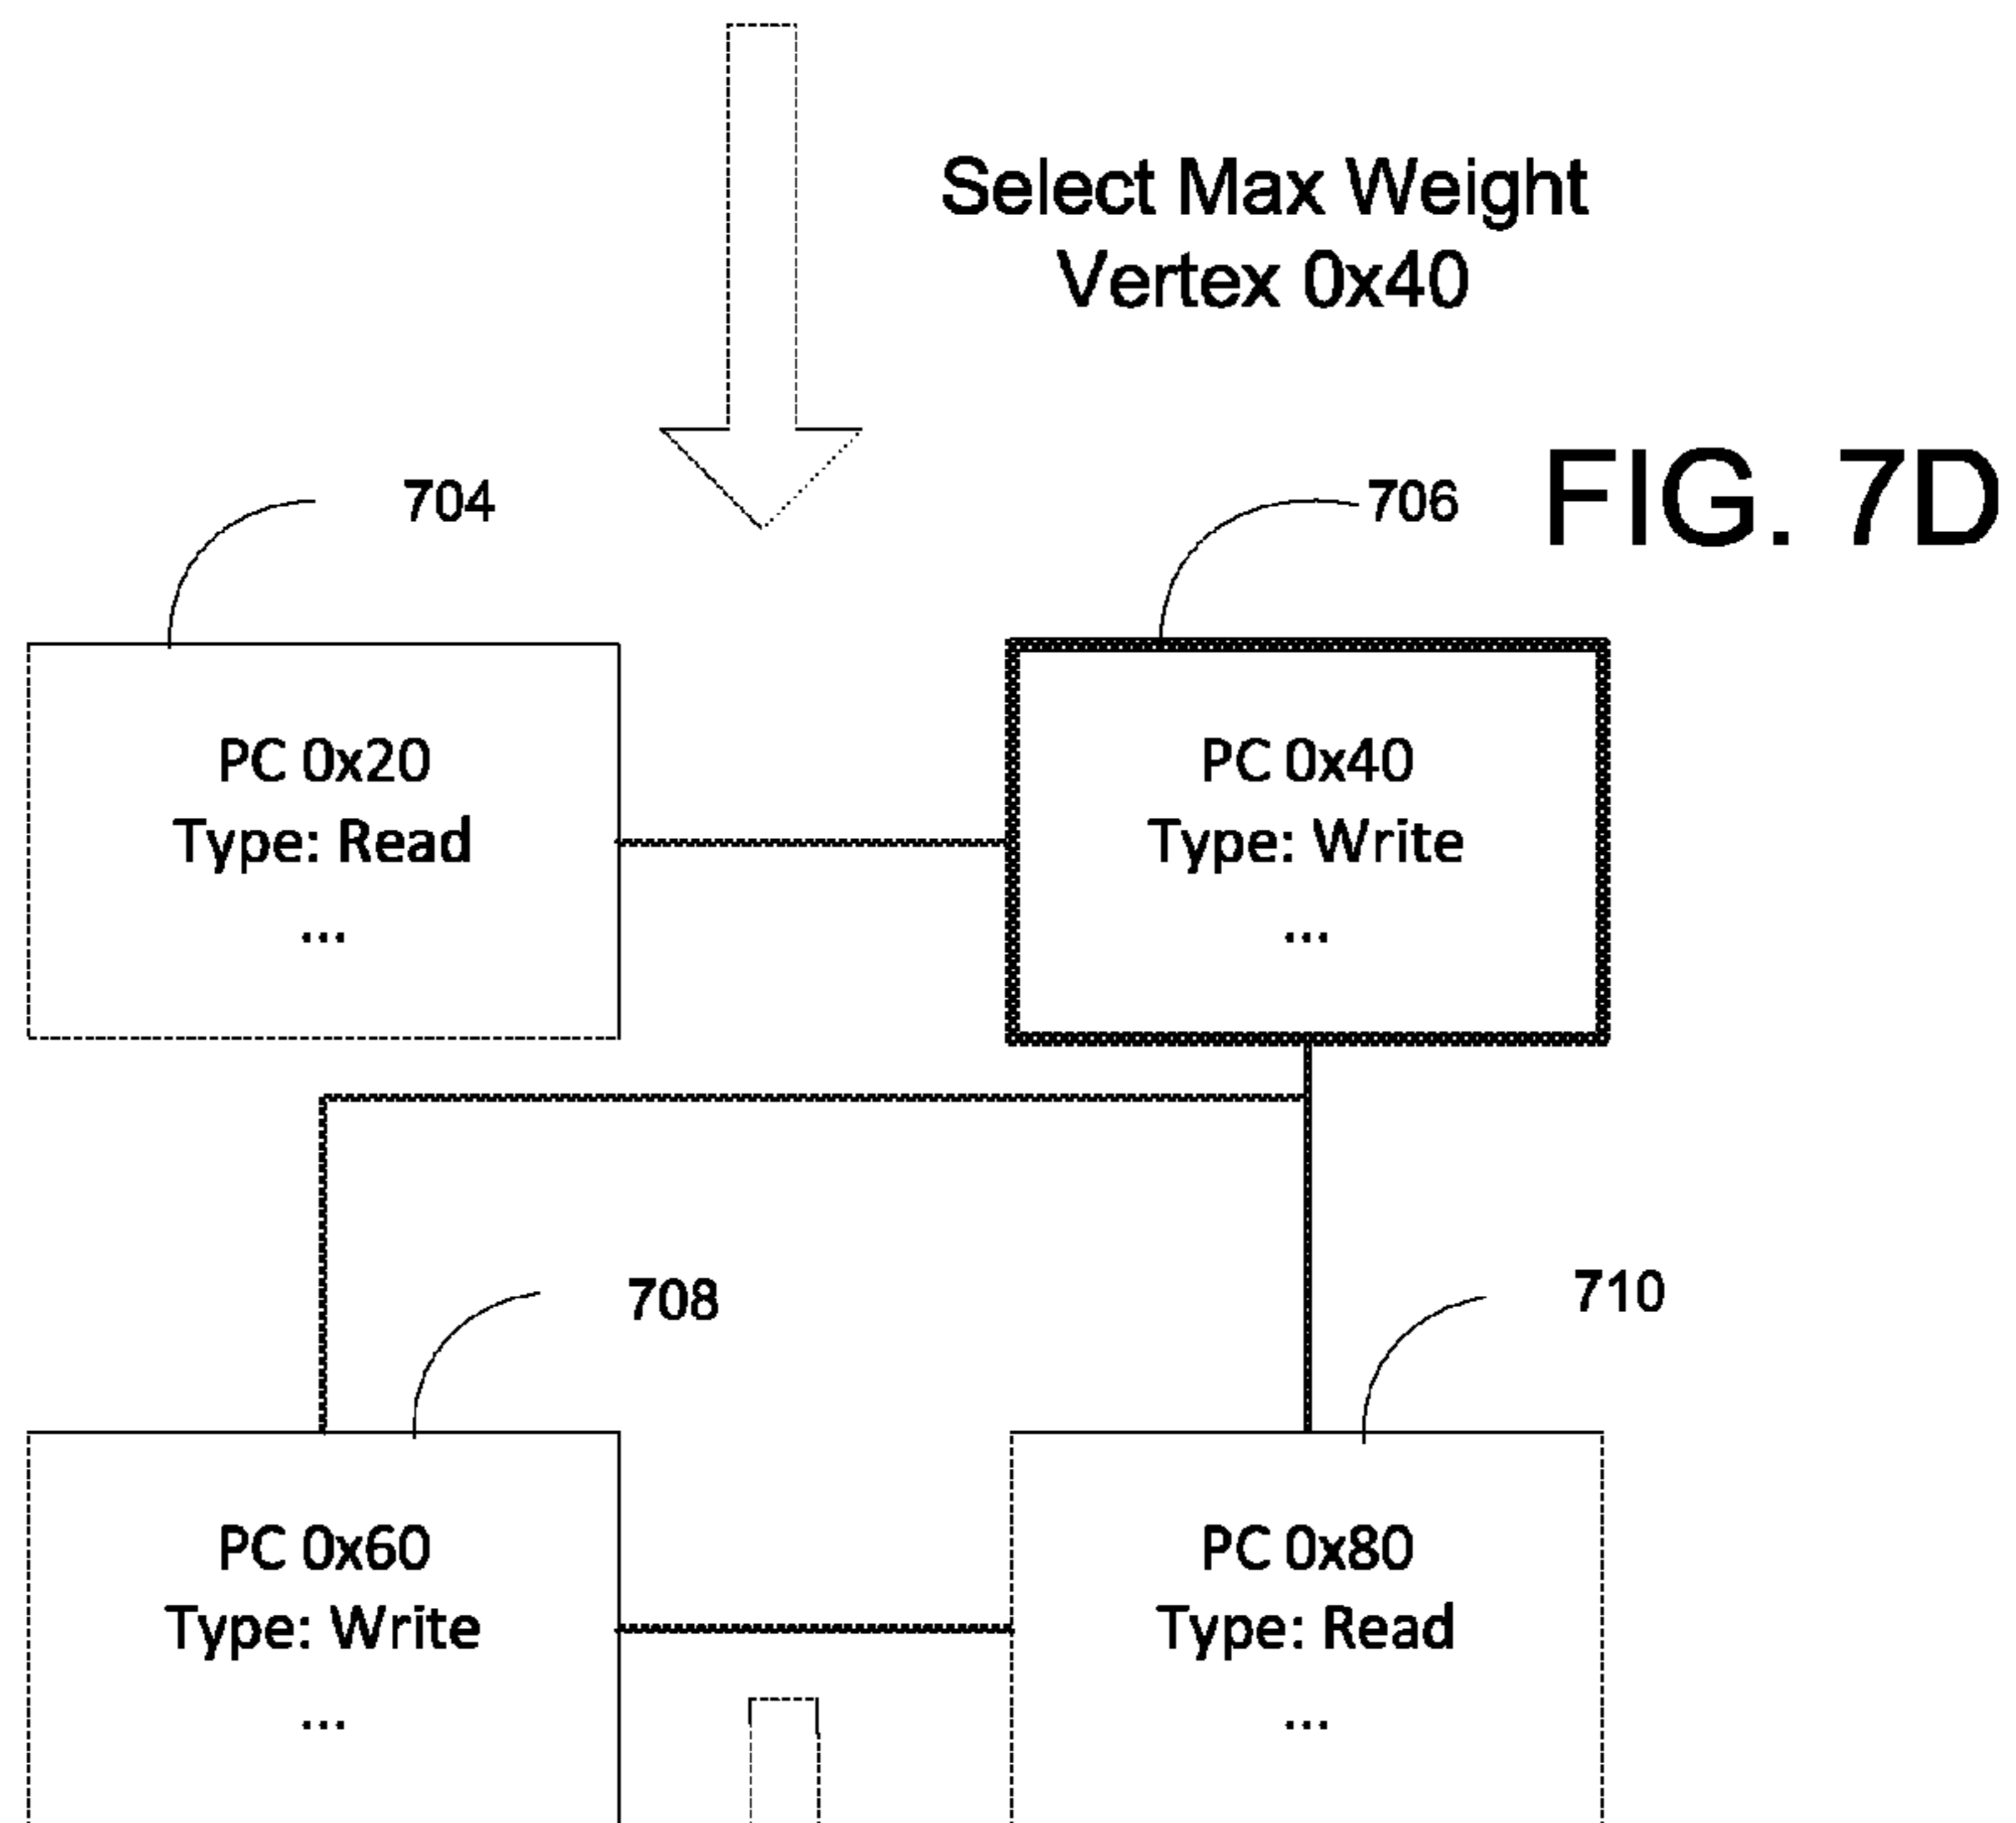 Select Max Weight
Vertex 0x40
FIG. 7D
704
706
PC 0x20
Type: Read
...
PC 0x40
Type: Write
...
708
710
PC 0x60
Type: Write
...
PC 0x80
Type: Read
...